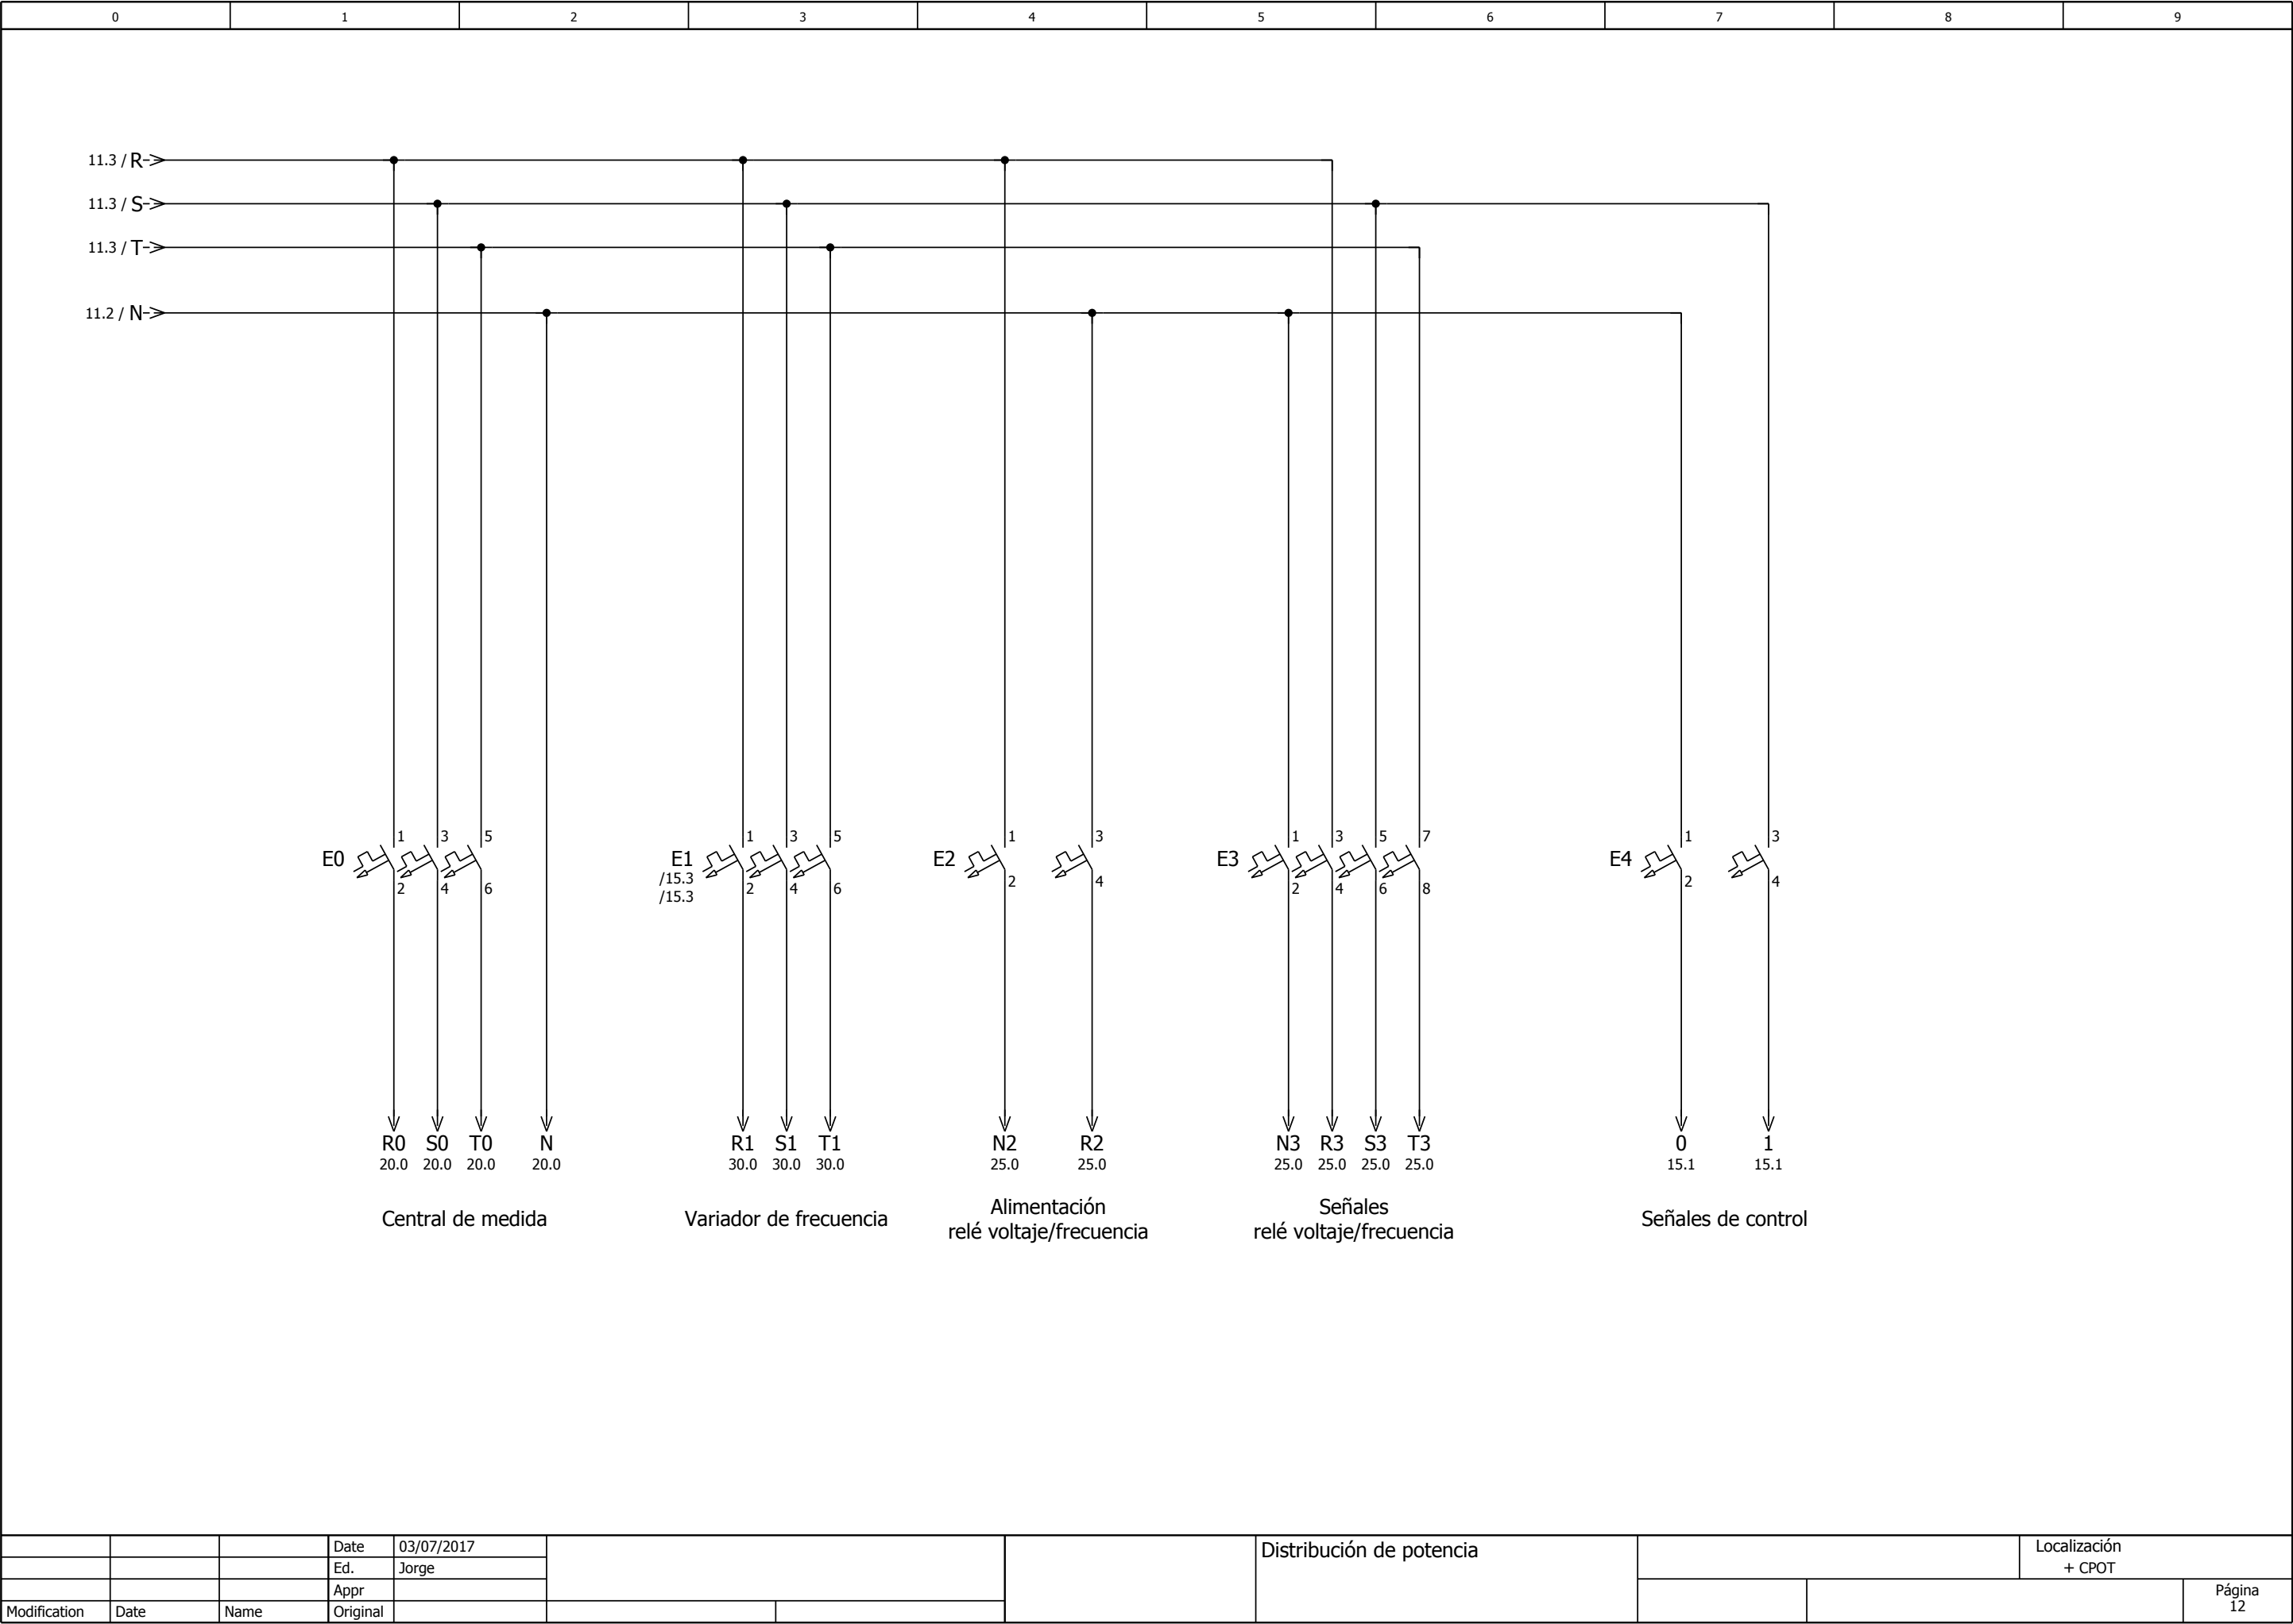 0 1 2 3 4 5 6 7 8 9
11.3 / R
11.3 / S
11.3 / T
11.2 / N
1 3 5 1 3 5 1 3 1 3 5 7 1 3
E0 E1 E2 E3 E4
/15.3
/15.3
2 4 6 2 4 6 2 4 2 4 6 8 2 4
R0 S0 T0 N R1 S1 T1 N2 R2 N3 R3 S3 T3 0 1
20.0 20.0 20.0 20.0 30.0 30.0 30.0 25.0 25.0 25.0 25.0 25.0 25.0 15.1 15.1
Central de medida
Variador de frecuencia
Alimentación
relé voltaje/frecuencia
Señales
relé voltaje/frecuencia
Señales de control
Date 03/07/2017
Ed. Jorge
Appr
Modification Date Name Original
Distribución de potencia
Localización
+ CPOT
Página
12